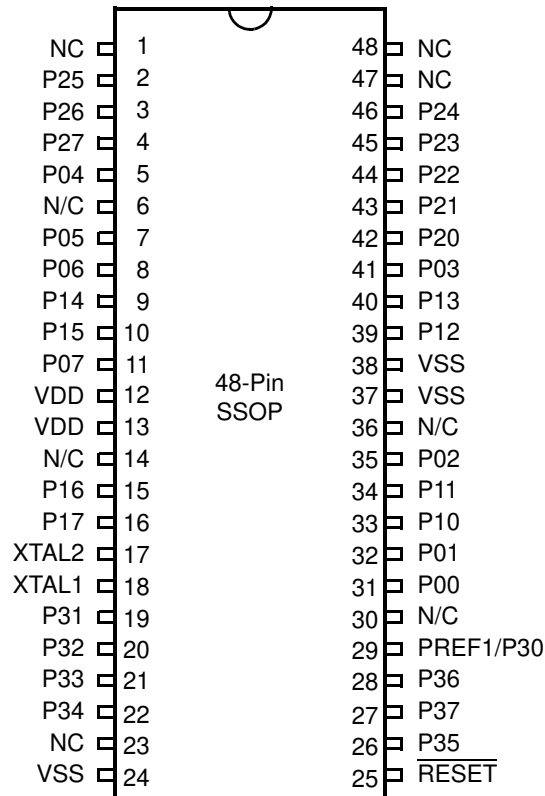 NC 1 48 NC
P25 2 47 NC
P26 3 46 P24
P27 4 45 P23
P04 5 44 P22
N/C 6 43 P21
P05 7 42 P20
P06 8 41 P03
P14 9 40 P13
P15 10 39 P12
P07 11 38 VSS
VDD 12 48-Pin 37 VSS
VDD 13 SSOP 36 N/C
N/C 14 35 P02
P16 15 34 P11
P17 16 33 P10
XTAL2 17 32 P01
XTAL1 18 31 P00
P31 19 30 N/C
P32 20 29 PREF1/P30
P33 21 28 P36
P34 22 27 P37
NC 23 26 P35
VSS 24 25 RESET